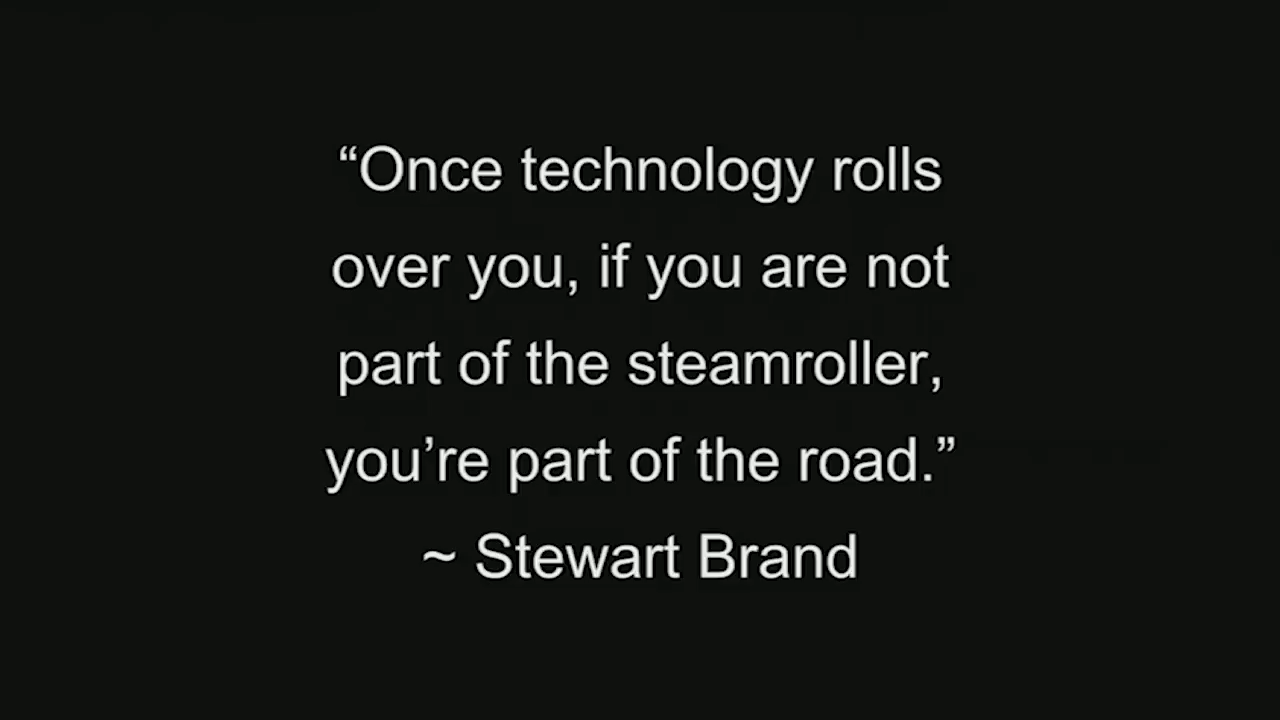 “Once technology rolls
over you, if you are not
part of the steamroller,
you’re part of the road.”
~ Stewart Brand